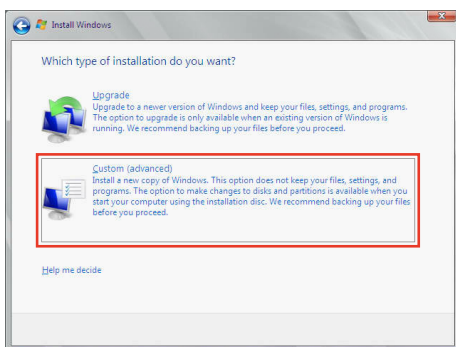 Install Windows
Which type of installation do you want?
Upgrade
Upgrade to a newer version of Windows and keep your files, settings, and programs.
The option to upgrade is only available when an existing version of Windows is
running. We recommend backing up your files before you proceed.
Custom (advanced)
Install a new copy of Windows. This option does not keep your files, settings, and
programs. The option to make changes to disks and partitions is available when you
start your computer using the installation disc. We recommend backing up your files
before you proceed.
Help me decide